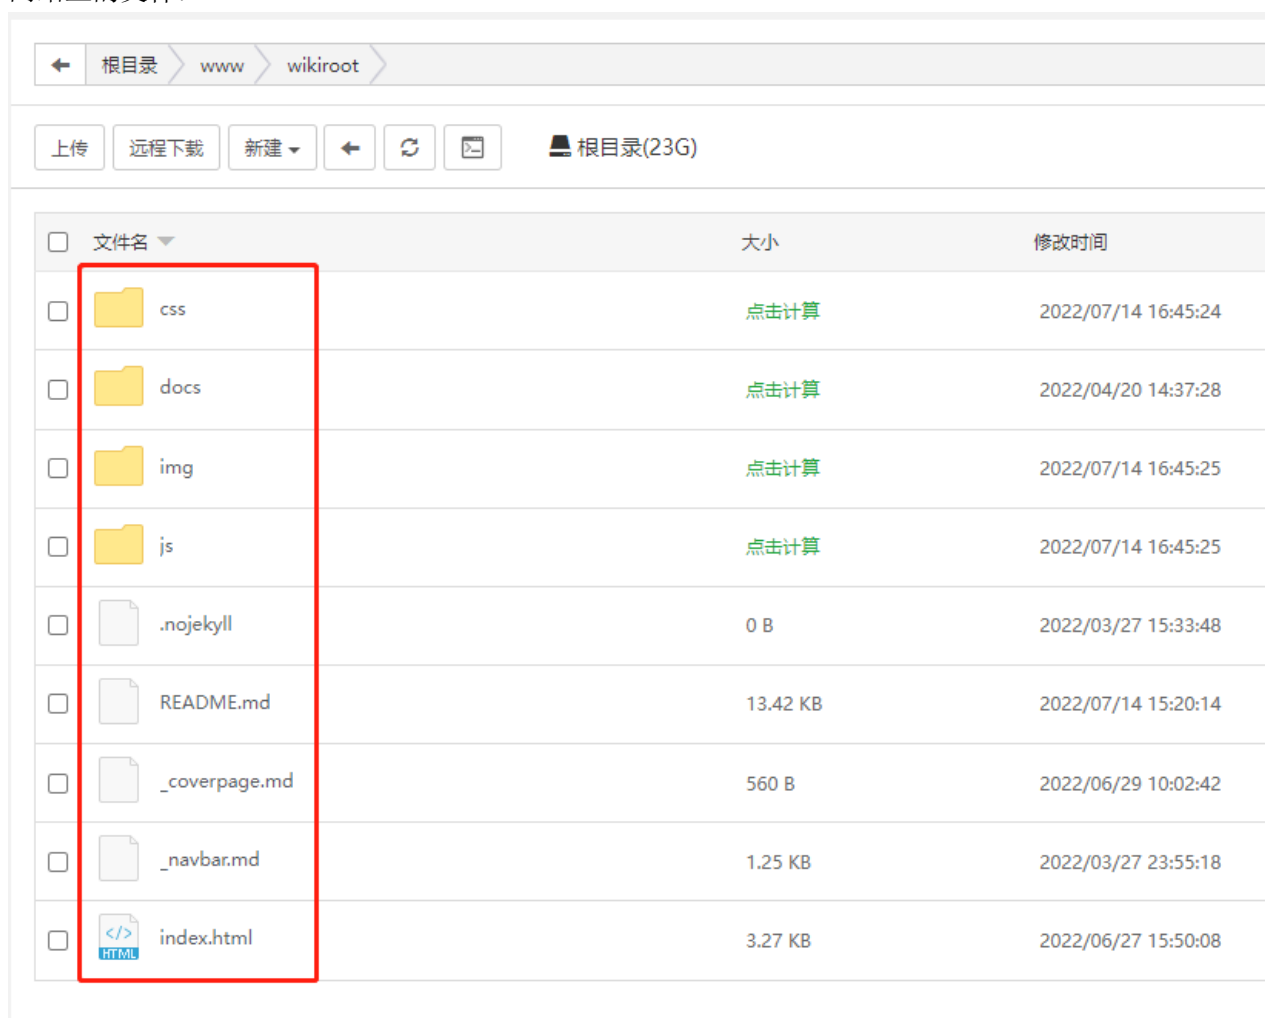 根目录 www wikiroot
上传 远程下载 新建 根目录(23G)
文件名 大小 修改时间
css 点击计算 2022/07/14 16:45:24
docs 点击计算 2022/04/20 14:37:28
img 点击计算 2022/07/14 16:45:25
js 点击计算 2022/07/14 16:45:25
.nojekyll 0 B 2022/03/27 15:33:48
README.md 13.42 KB 2022/07/14 15:20:14
_coverpage.md 560 B 2022/06/29 10:02:42
_navbar.md 1.25 KB 2022/03/27 23:55:18
</> HTML index.html 3.27 KB 2022/06/27 15:50:08